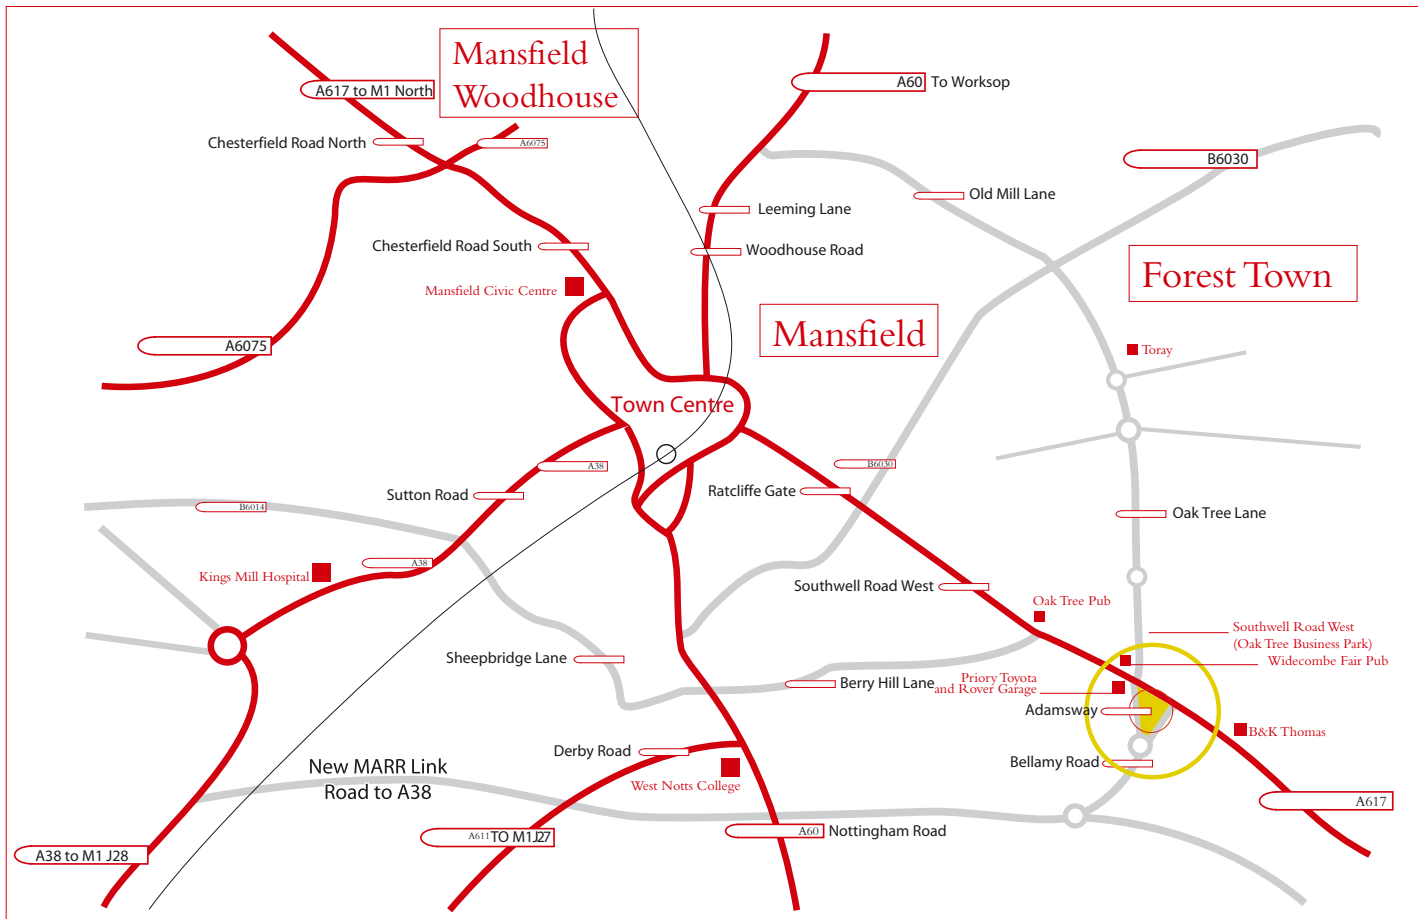 Mansfield
Woodhouse
A617 to M1 North
A60 To Worksop
Chesterfield Road North
A6075
B6030
Old Mill Lane
Leeming Lane
Chesterfield Road South
Woodhouse Road
Forest Town
Mansfield Civic Centre
Mansfield
A6075
Toray
Town Centre
A38
B6030
Sutton Road
Ratcliffe Gate
B6014
Oak Tree Lane
A38
Kings Mill Hospital
Southwell Road West
Oak Tree Pub
Southwell Road West
(Oak Tree Business Park)
Widecombe Fair Pub
Sheepbridge Lane
Berry Hill Lane
Priory Toyota
and Rover Garage
Adamsway
B&K Thomas
Derby Road
Bellamy Road
New MARR Link
Road to A38
West Notts College
A617
A611 TO M1J27
A60 Nottingham Road
A38 to M1 J28